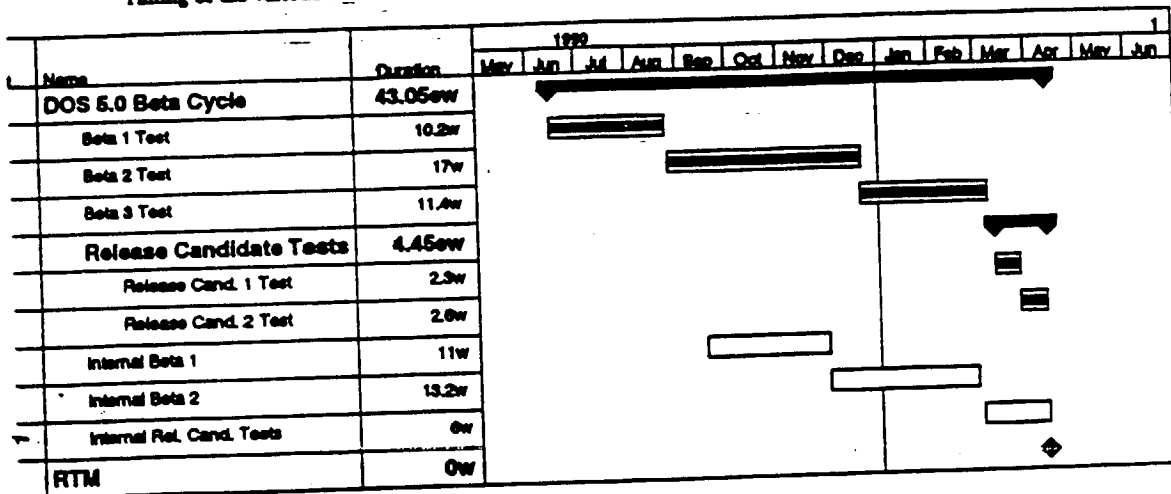 1990 1
Name Duration May Jun Jul Aug Sep Oct Nov Dec Jan Feb Mar Apr May Jun
DOS 5.0 Beta Cycle 43.05ew
Beta 1 Test 10.2w
Beta 2 Test 17w
Beta 3 Test 11.4w
Release Candidate Tests 4.45ew
Release Cand. 1 Test 2.3w
Release Cand. 2 Test 2.6w
Internal Beta 1 11w
Internal Beta 2 13.2w
Internal Rel. Cand. Tests 6w
RTM 0w